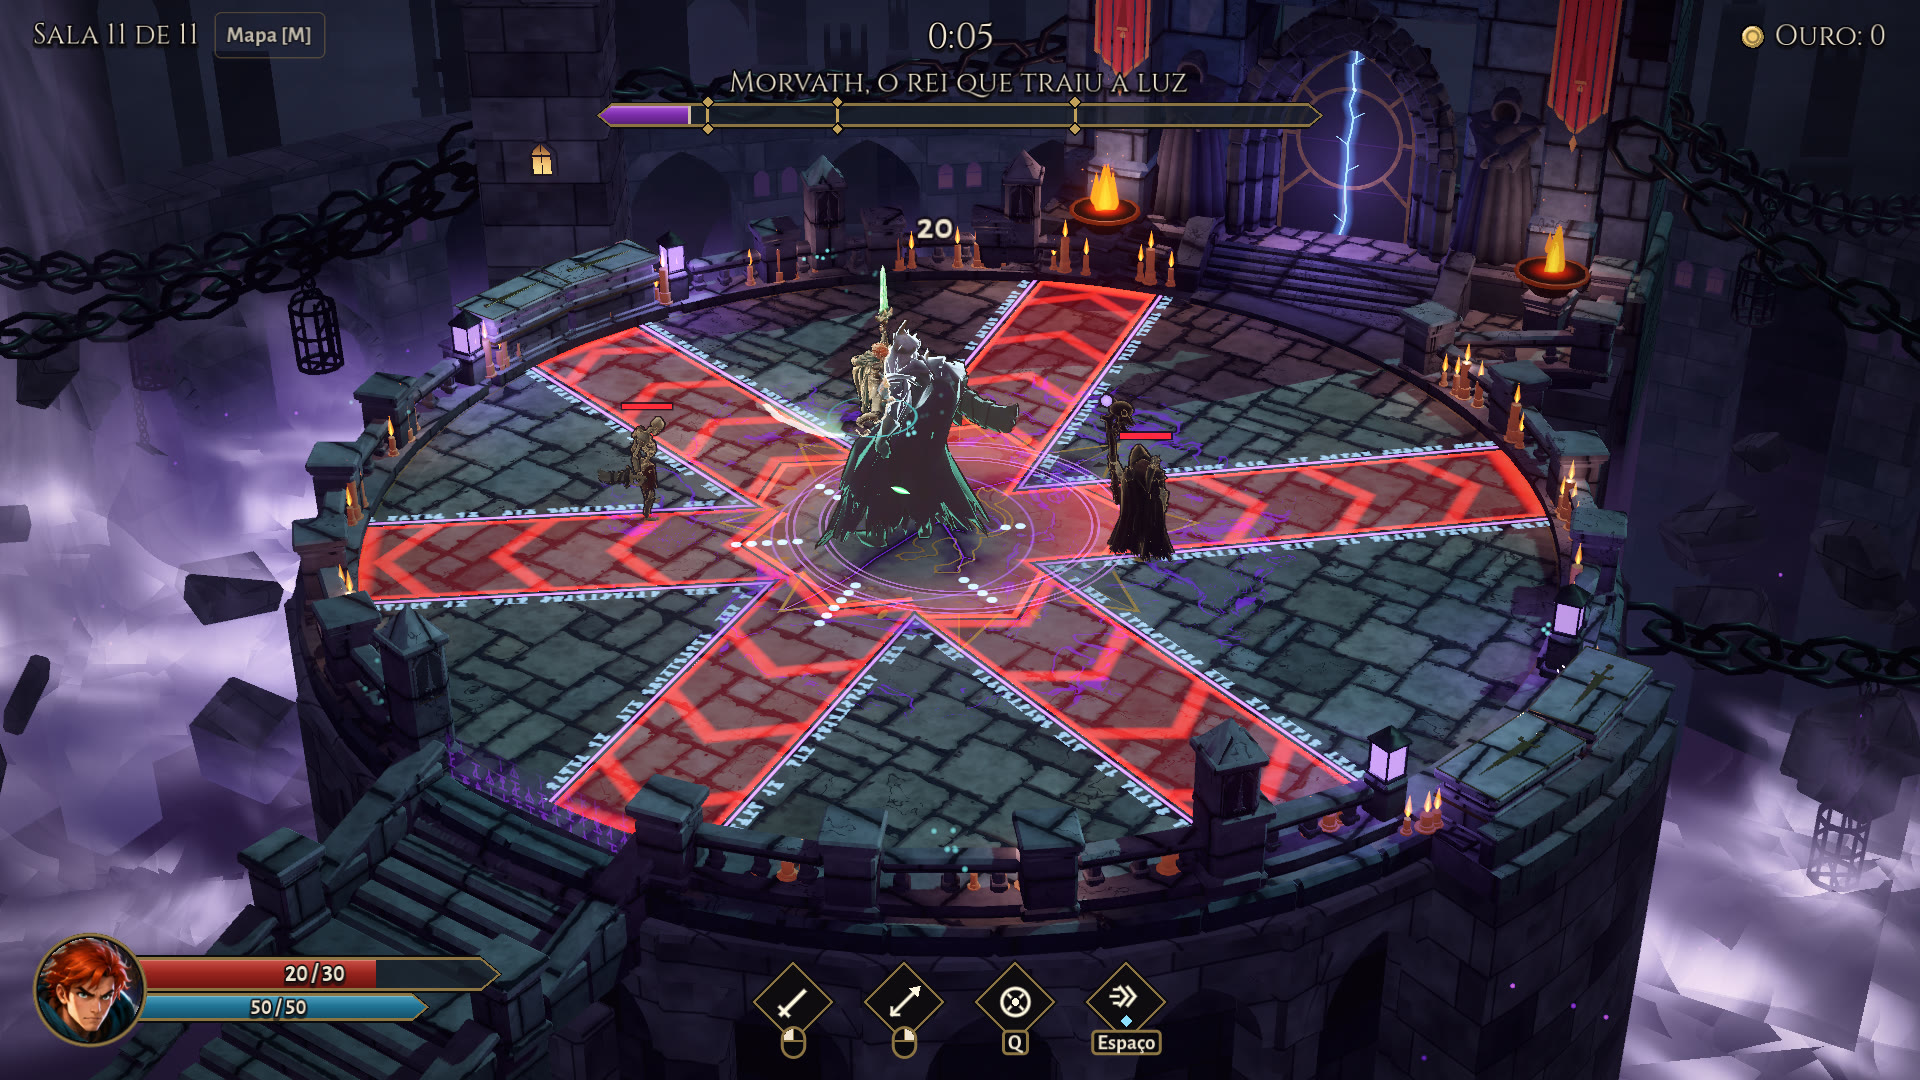 Sala 11 de 11
Mapa [M]
0:05
Ouro: 0
Morvath, o rei que traiu a luz
20
20/30
50/50
Q
Espaço